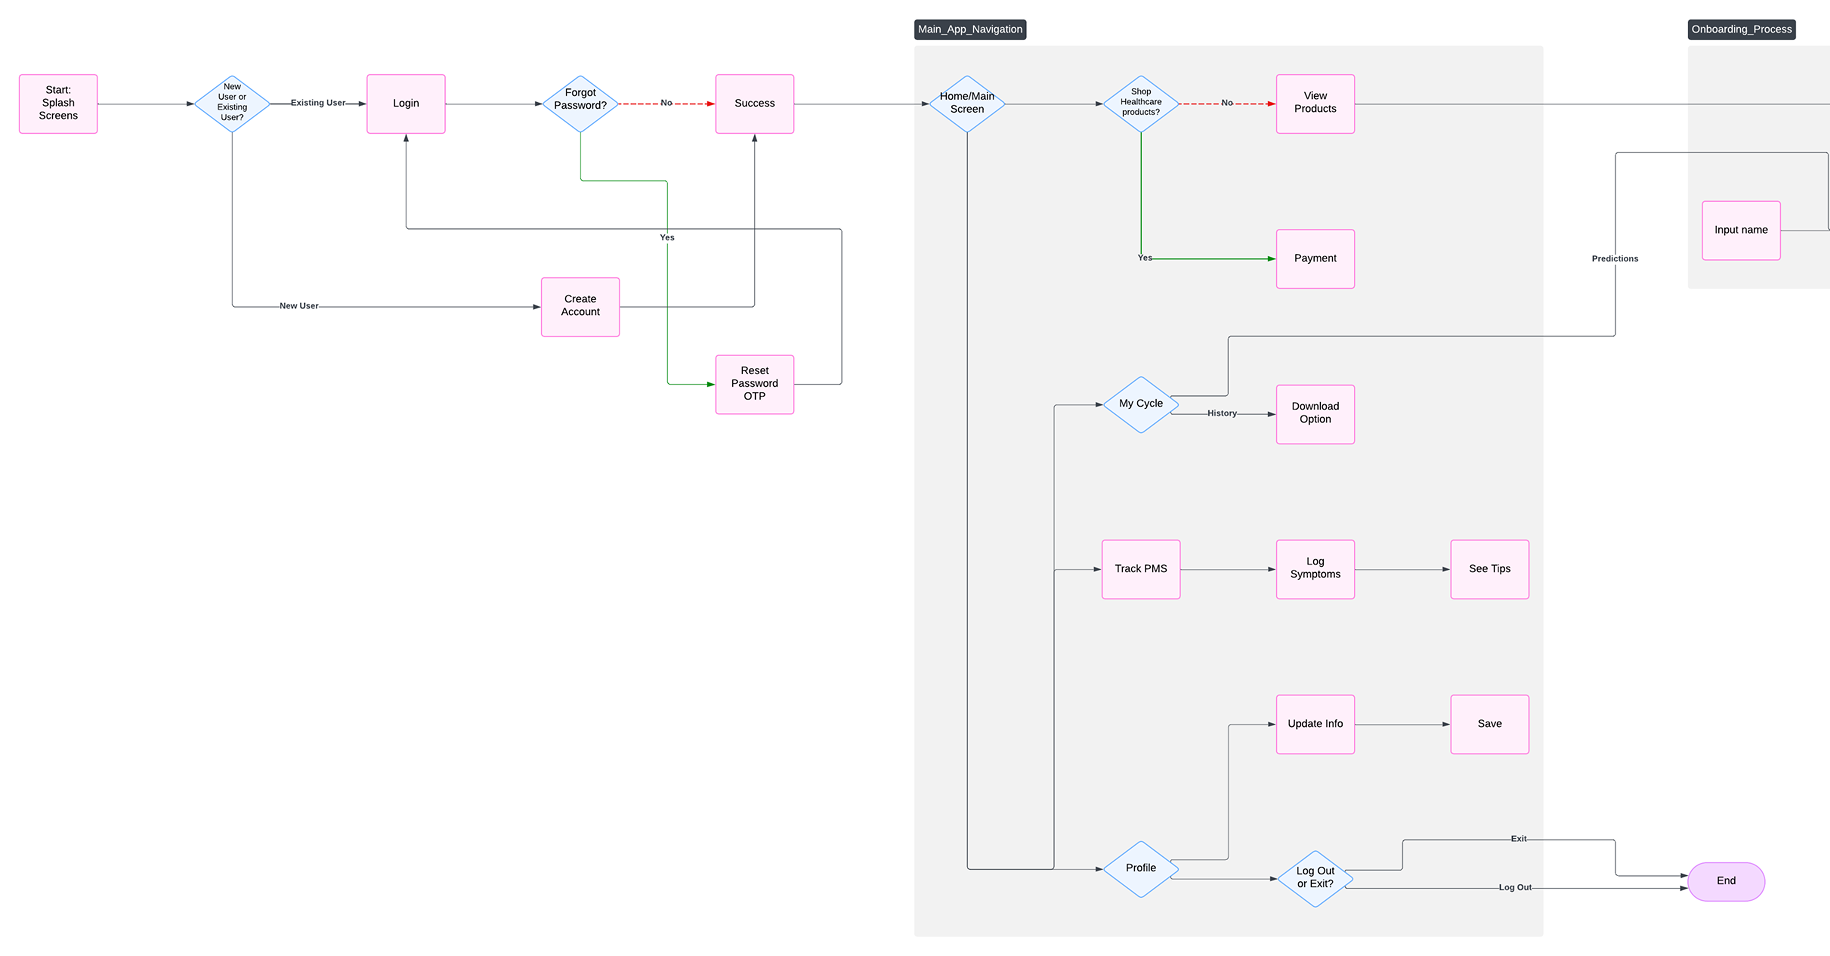 Main_App_Navigation
Onboarding_Process
Start:
Splash
Screens
New
User or
Existing
User?
Existing User
Login
Forgot
Password?
No
Success
Home/Main
Screen
Shop
Healthcare
products?
No
View
Products
Input name
Yes
Yes
Payment
Predictions
New User
Create
Account
Reset
Password
OTP
My Cycle
History
Download
Option
Track PMS
Log
Symptoms
See Tips
Update Info
Save
Profile
Log Out
or Exit?
Exit
Log Out
End